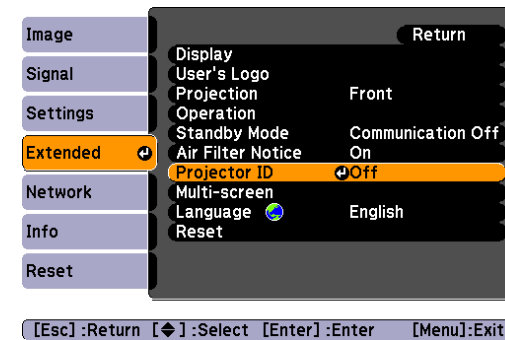 Image
Signal
Settings
Extended
Network
Info
Reset
Return
Display
User's Logo
Projection Front
Operation
Standby Mode Communication Off
Air Filter Notice On
Projector ID Off
Multi-screen
Language English
Reset
[Esc] :Return [◆] :Select [Enter] :Enter [Menu]:Exit